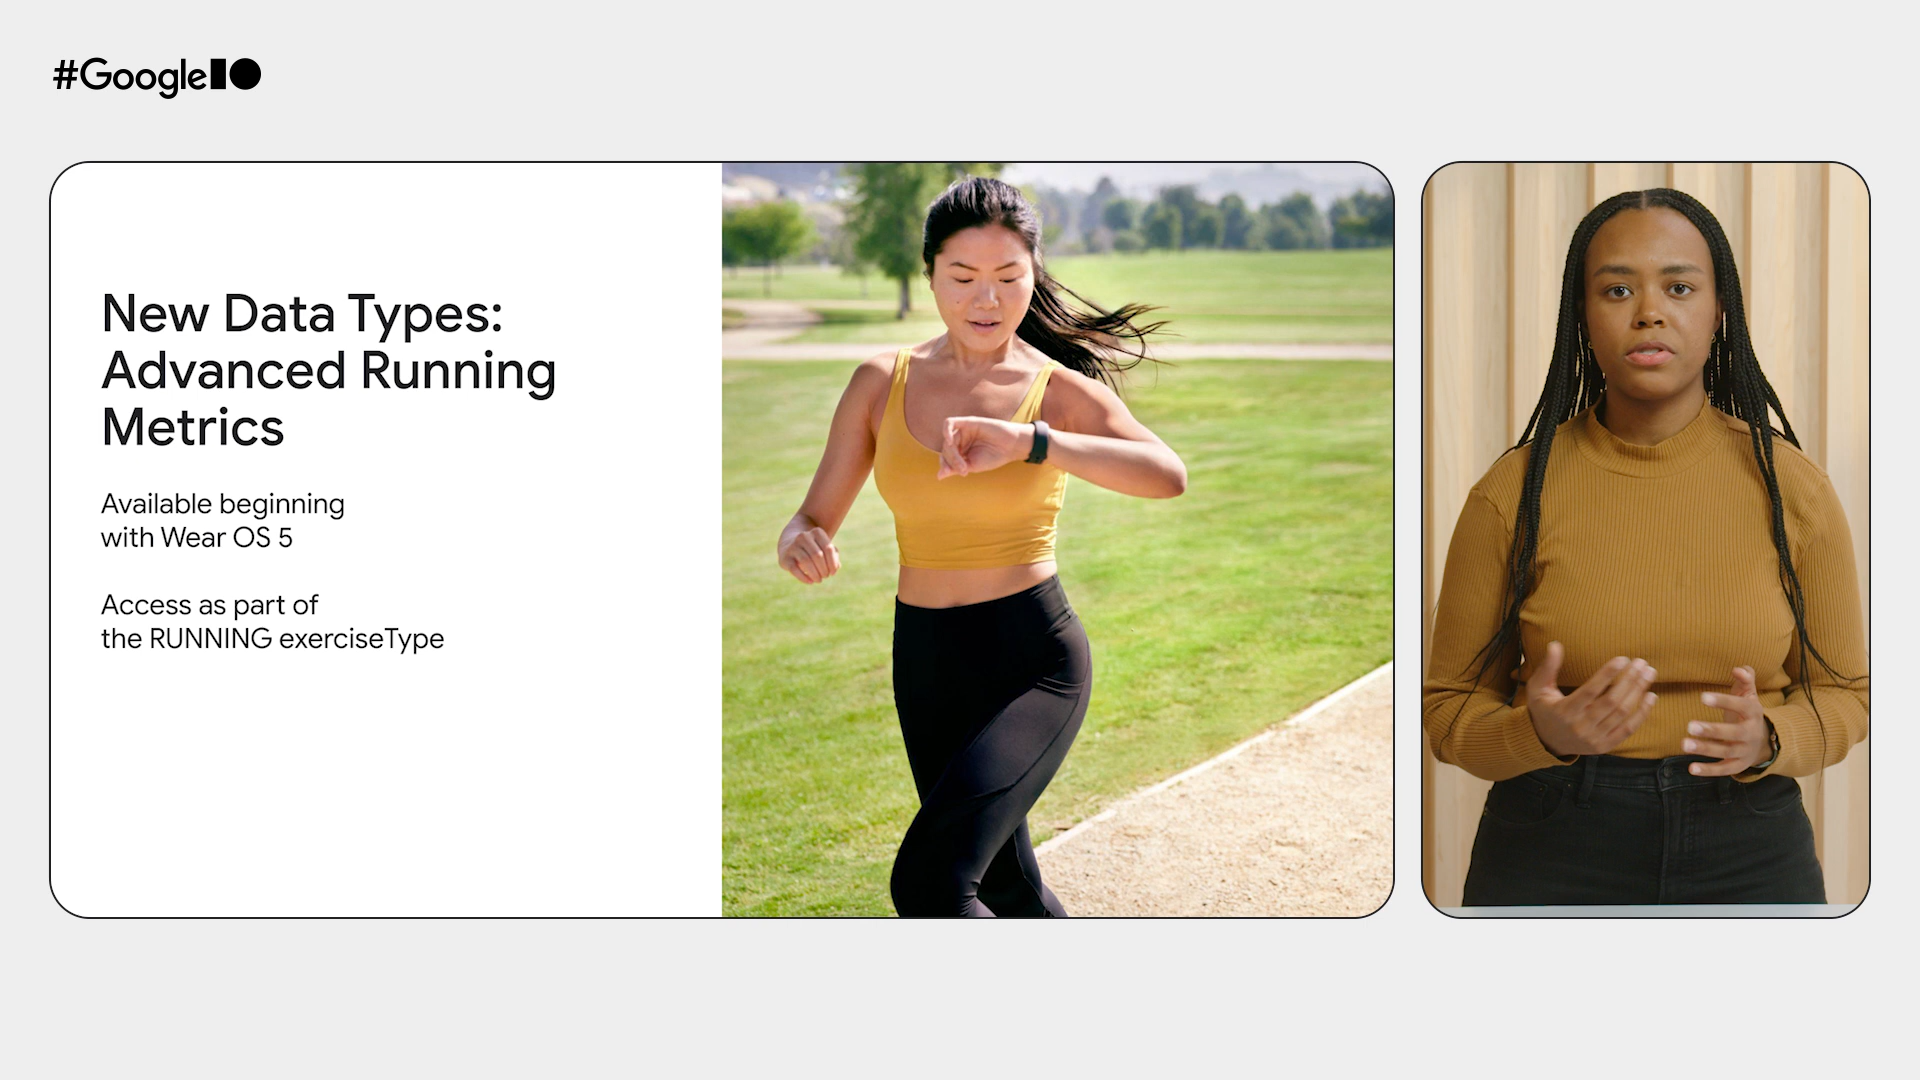 #GoogleIO
New Data Types:
Advanced Running
Metrics
Available beginning
with Wear OS 5
Access as part of
the RUNNING exerciseType